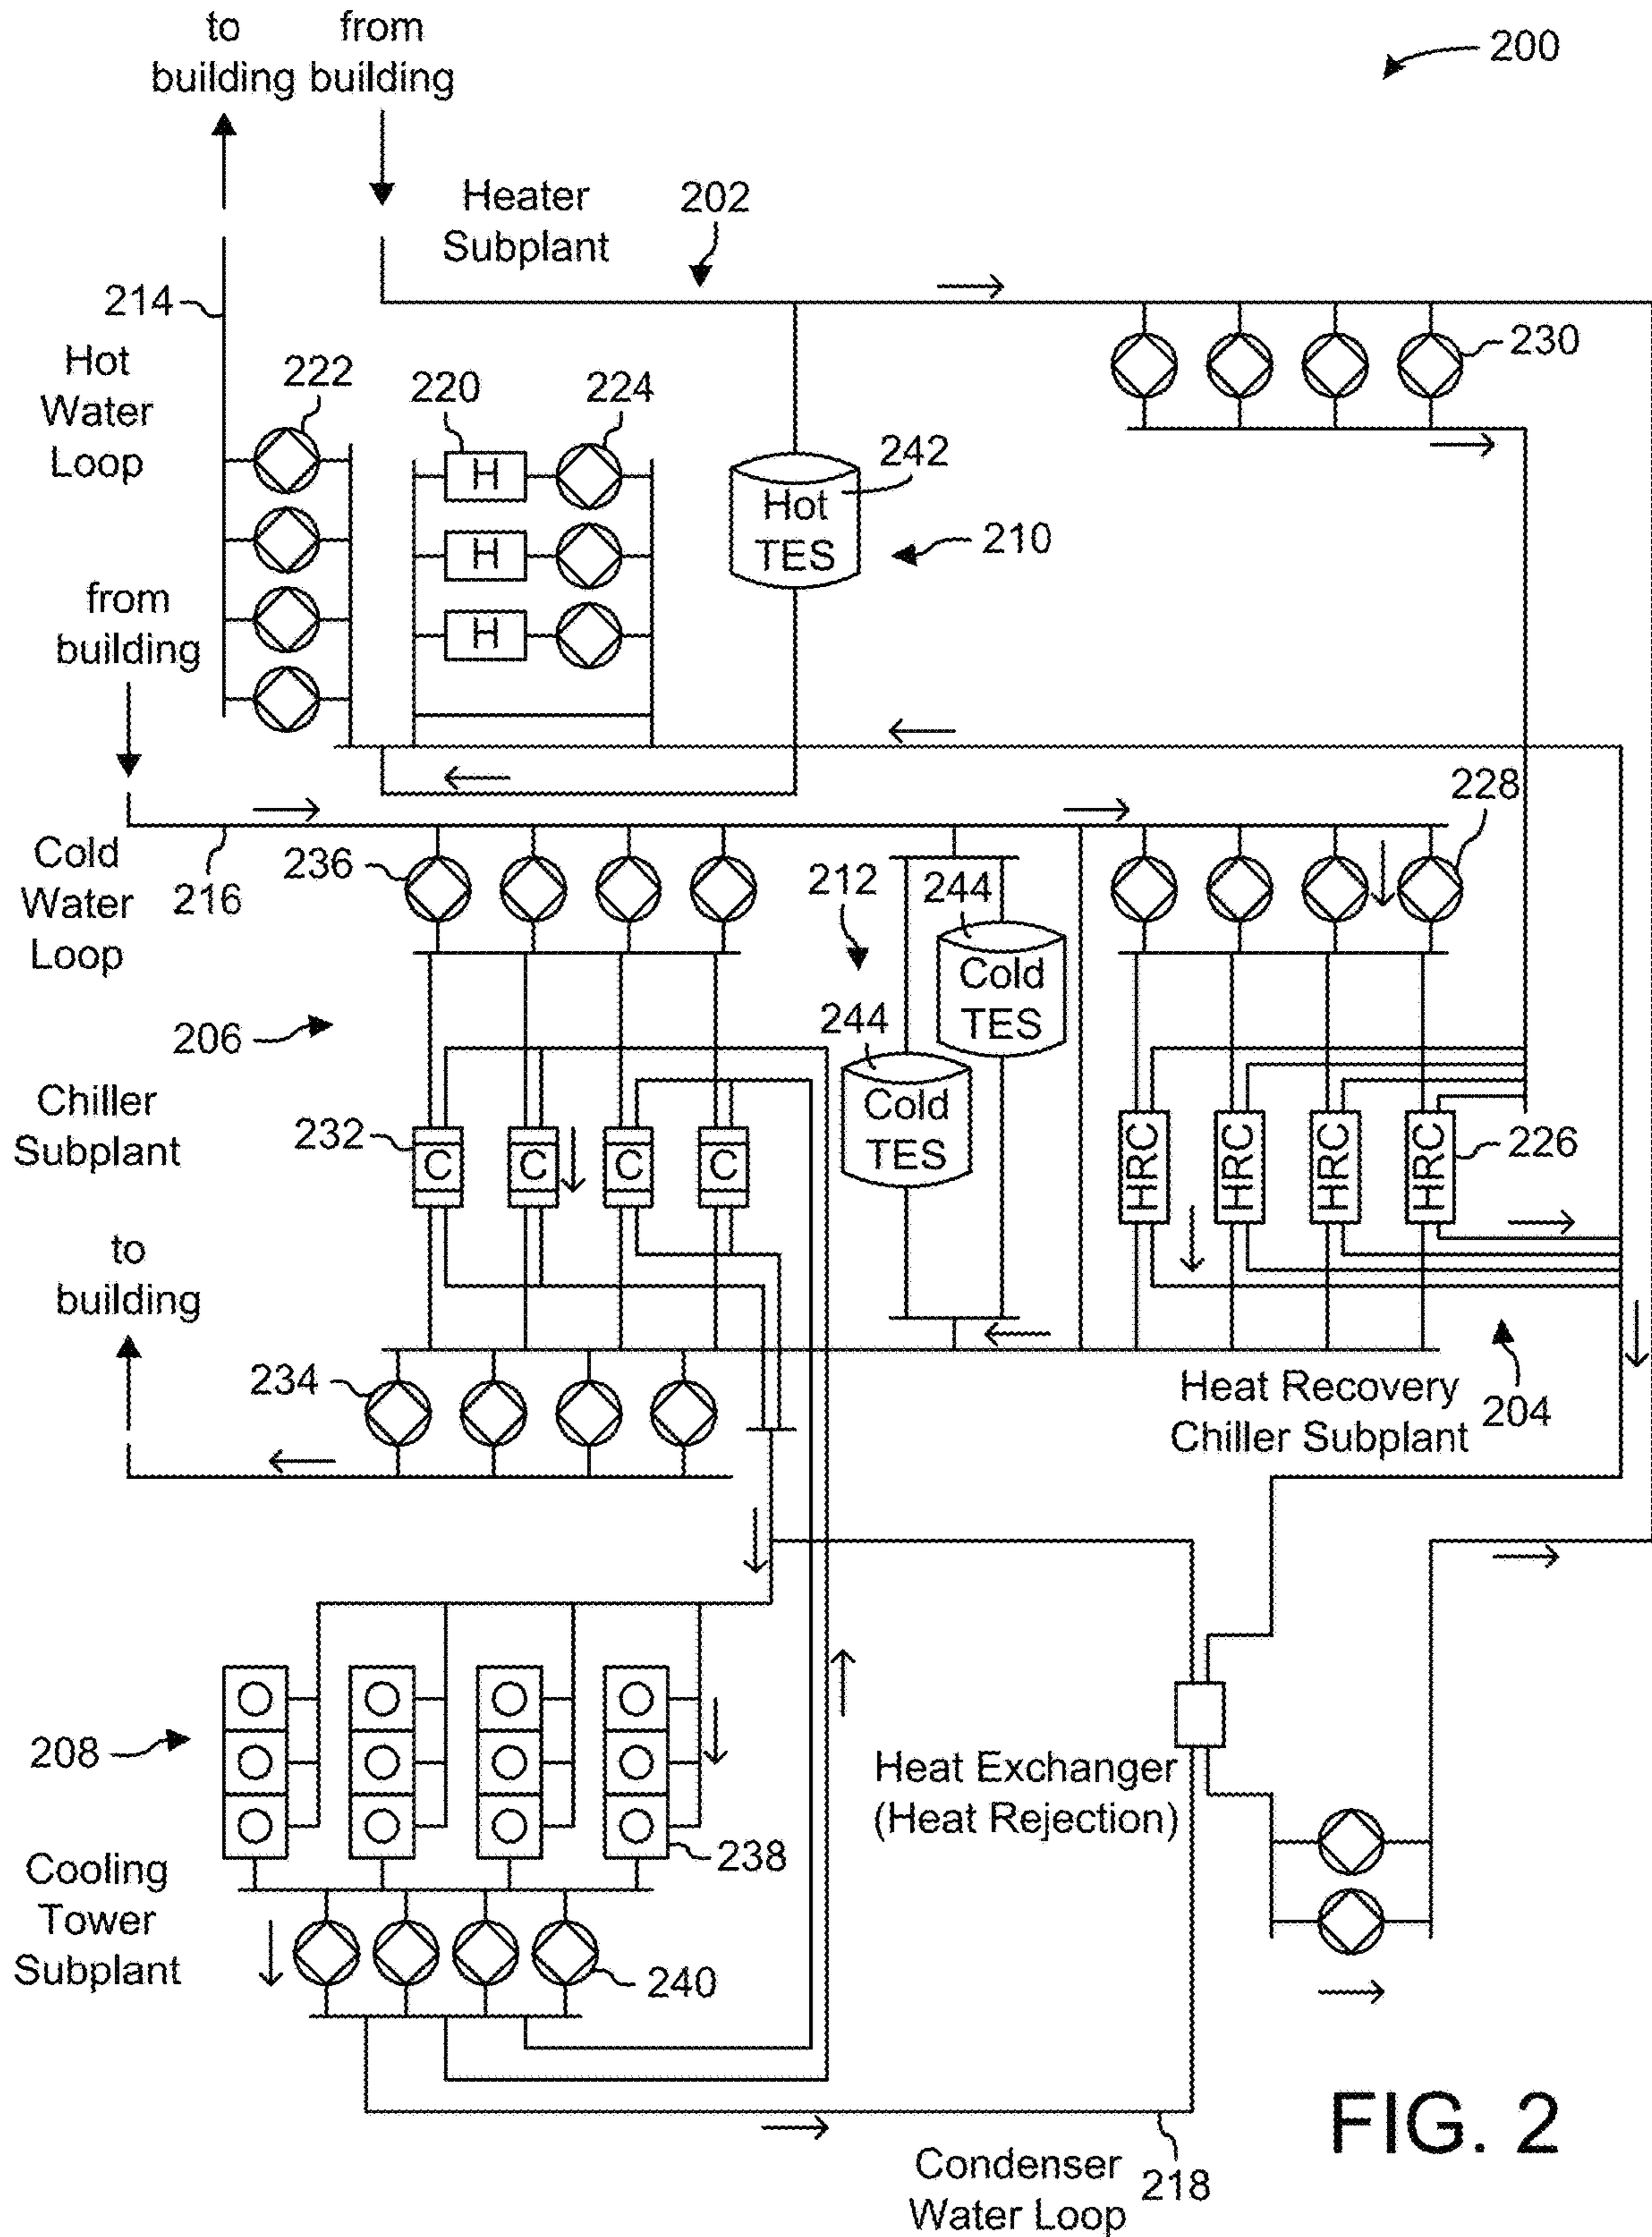 to
building
from
building
200
Heater
Subplant
202
214
Hot
Water
Loop
222
220
224
230
H
H
H
242
Hot
TES
210
from
building
228
Cold
Water
Loop
216
236
212
244
Cold
TES
244
Cold
TES
206
Chiller
Subplant
232
C
C
C
C
HRC
HRC
HRC
HRC
226
to
building
234
Heat Recovery
Chiller Subplant
204
208
Heat Exchanger
(Heat Rejection)
238
Cooling
Tower
Subplant
240
FIG. 2
Condenser
Water Loop
218